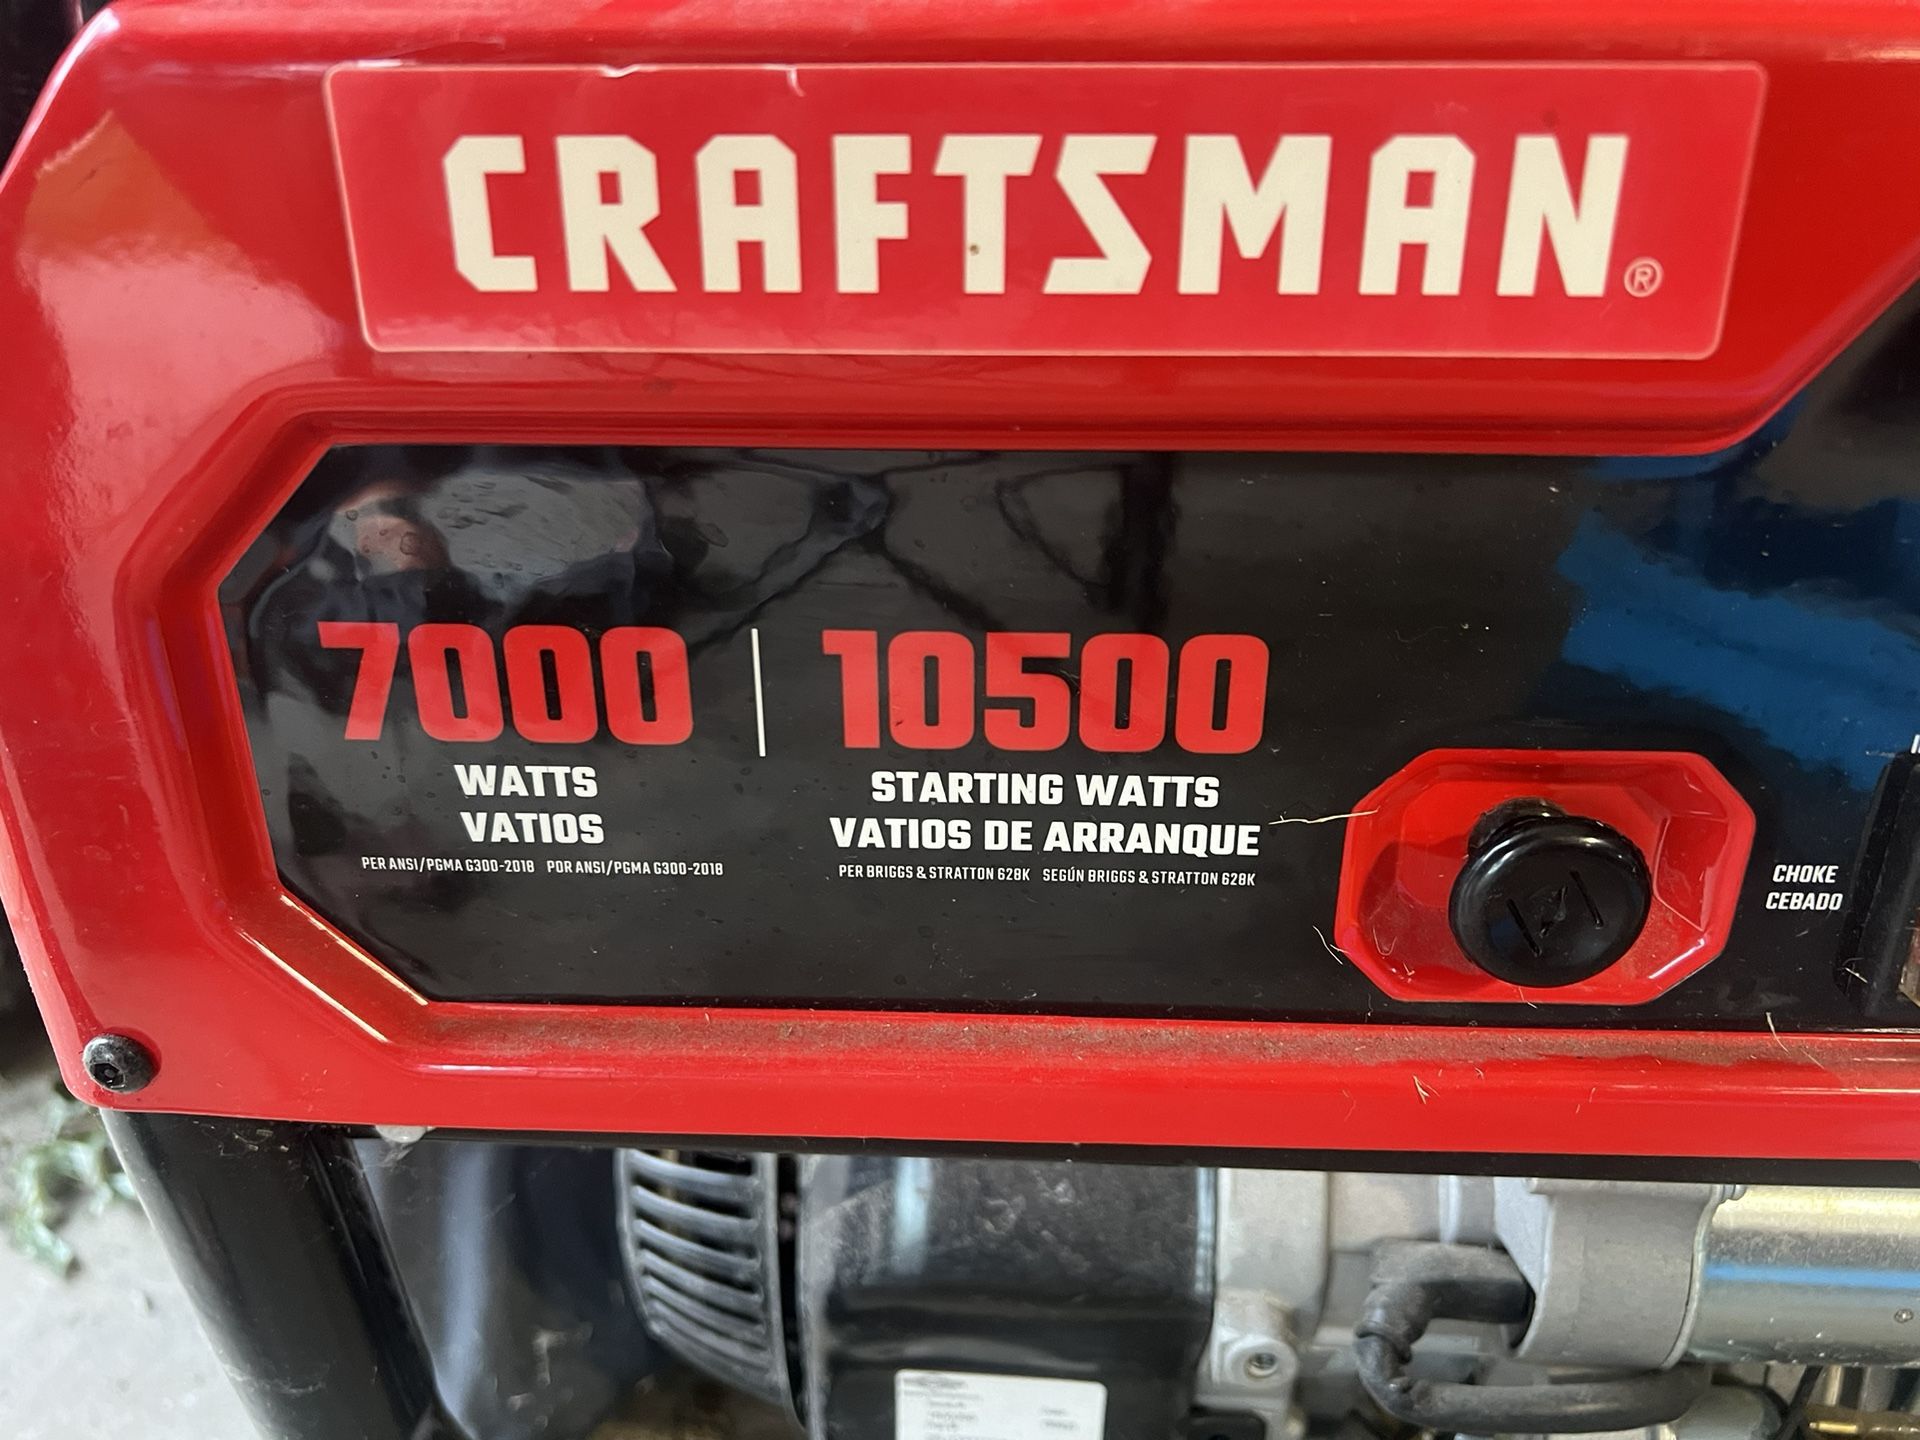 CRAFTSMAN®
7000 | 10500
WATTS
VATIOS
PER ANSI/PGMA G300-2018 POR ANSI/PGMA G300-2018
STARTING WATTS
VATIOS DE ARRANQUE
PER BRIGGS & STRATTON 628K SEGÚN BRIGGS & STRATTON 628K
CHOKE
CEBADO